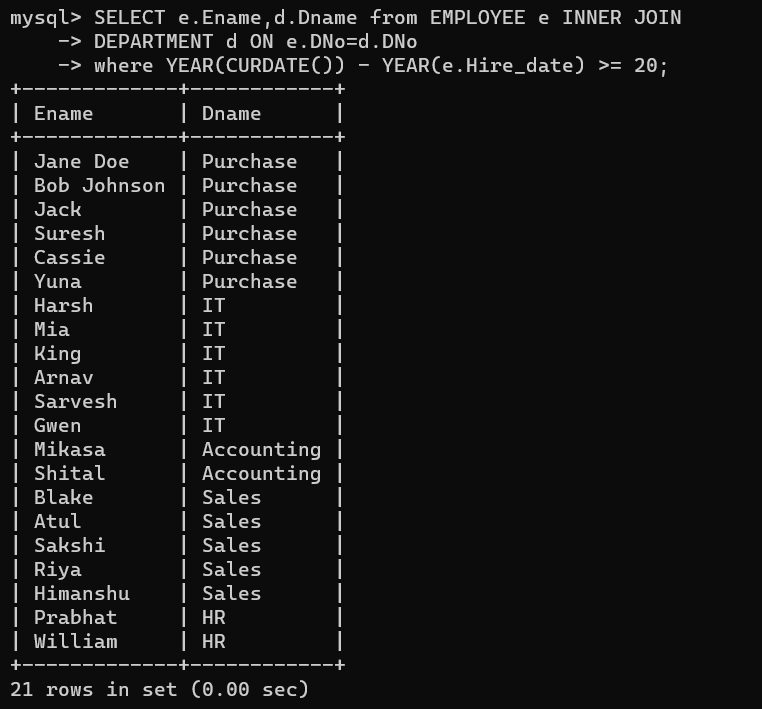 mysql> SELECT e.Ename,d.Dname from EMPLOYEE e INNER JOIN
    -> DEPARTMENT d ON e.DNo=d.DNo
    -> where YEAR(CURDATE()) - YEAR(e.Hire_date) >= 20;
+-------------+------------+
| Ename       | Dname      |
+-------------+------------+
| Jane Doe    | Purchase   |
| Bob Johnson | Purchase   |
| Jack        | Purchase   |
| Suresh      | Purchase   |
| Cassie      | Purchase   |
| Yuna        | Purchase   |
| Harsh       | IT         |
| Mia         | IT         |
| King        | IT         |
| Arnav       | IT         |
| Sarvesh     | IT         |
| Gwen        | IT         |
| Mikasa      | Accounting |
| Shital      | Accounting |
| Blake       | Sales      |
| Atul        | Sales      |
| Sakshi      | Sales      |
| Riya        | Sales      |
| Himanshu    | Sales      |
| Prabhat     | HR         |
| William     | HR         |
+-------------+------------+
21 rows in set (0.00 sec)